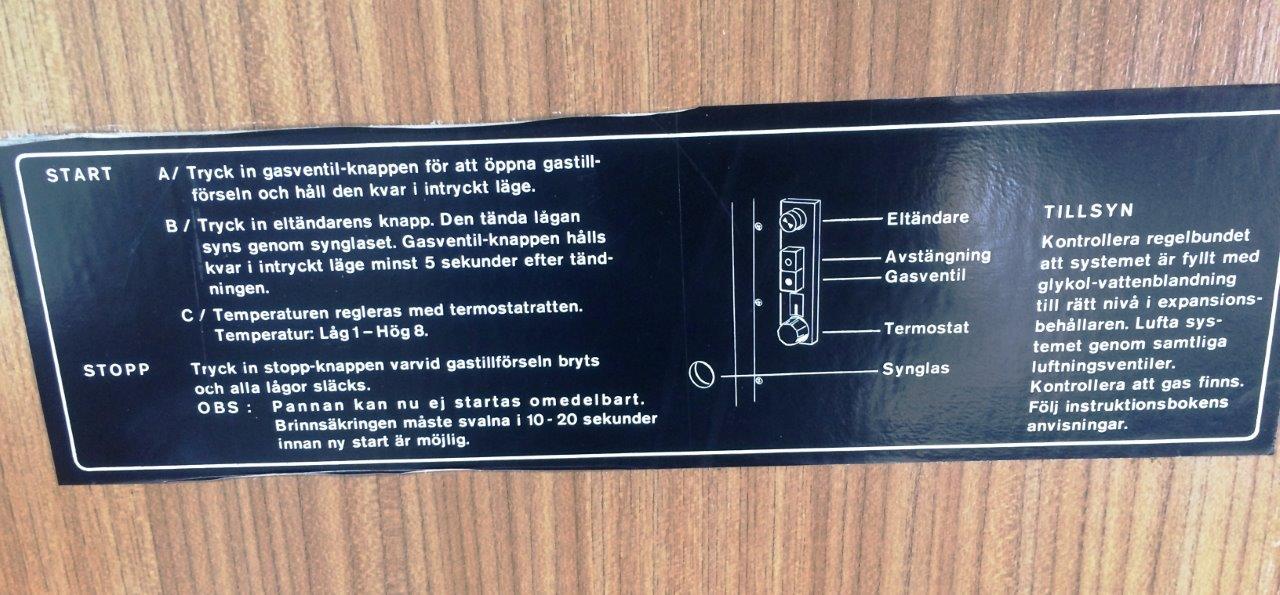 START A/ Tryck in gasventil-knappen för att öppna gastill-
förseln och håll den kvar i intryckt läge.
B/ Tryck in eltändarens knapp. Den tända lågan
syns genom synglaset. Gasventil-knappen hålls
kvar i intryckt läge minst 5 sekunder efter tänd-
ningen.
C/ Temperaturen regleras med termostatratten.
Temperatur: Låg 1 – Hög 8.
STOPP Tryck in stopp-knappen varvid gastillförseln bryts
och alla lågor släcks.
OBS: Pannan kan nu ej startas omedelbart.
Brinnsäkringen måste svalna i 10-20 sekunder
innan ny start är möjlig.
Eltändare
Avstängning
Gasventil
Termostat
Synglas
TILLSYN
Kontrollera regelbundet
att systemet är fyllt med
glykol-vattenblandning
till rätt nivå i expansions-
behållaren. Lufta sys-
temet genom samtliga
luftningsventiler.
Kontrollera att gas finns.
Följ instruktionsbokens
anvisningar.